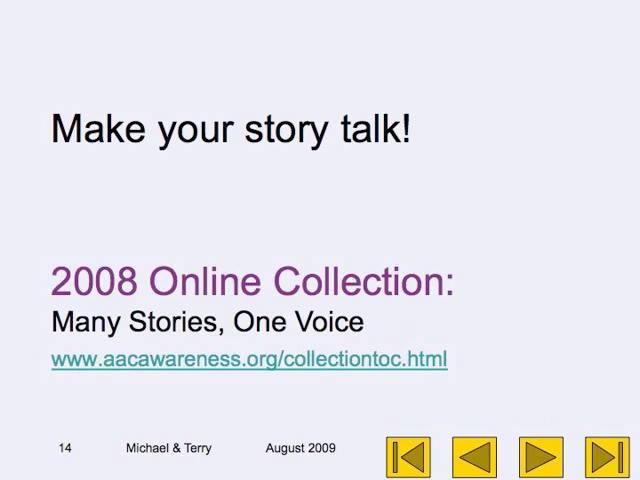 Make your story talk!
2008 Online Collection:
Many Stories, One Voice
www.aacawareness.org/collectiontoc.html
14 Michael & Terry August 2009